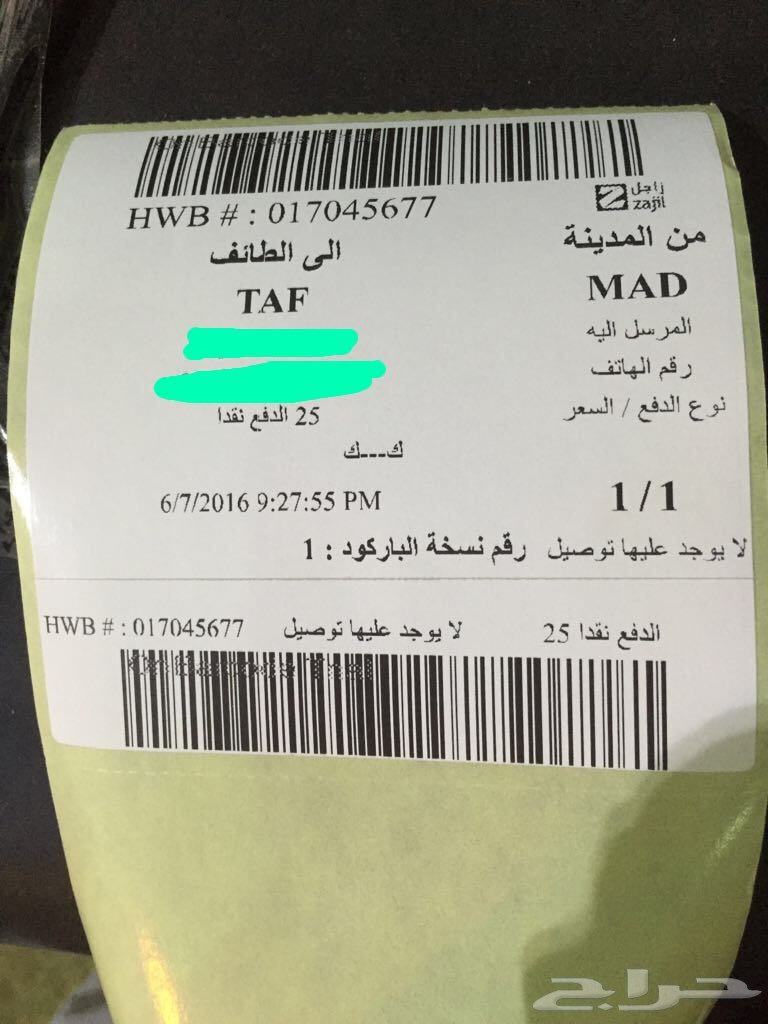 زاجل
zajil
HWB # : 017045677
من المدينة الى الطائف
MAD TAF
المرسل اليه
رقم الهاتف
نوع الدفع / السعر 25 الدفع نقدا
ك---ك
1/1 6/7/2016 9:27:55 PM
لا يوجد عليها توصيل رقم نسخة الباركود : 1
الدفع نقدا 25 لا يوجد عليها توصيل HWB # : 017045677
حراج